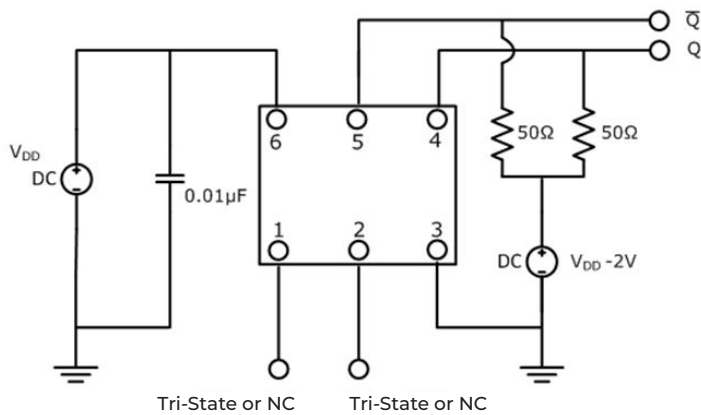 Q̅
Q
6 5 4
50Ω 50Ω
V_DD
DC
0.01µF
1 2 3
DC V_DD -2V
Tri-State or NC Tri-State or NC